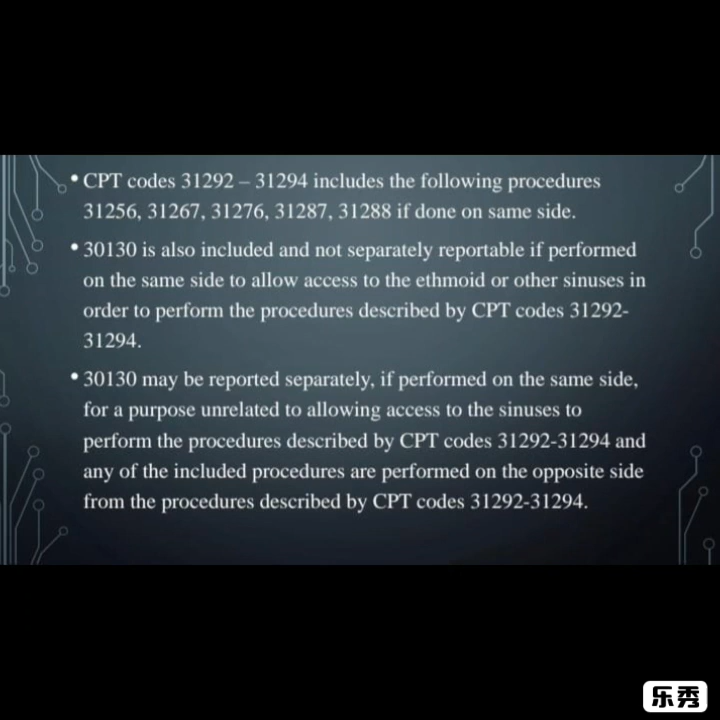 • CPT codes 31292 – 31294 includes the following procedures
31256, 31267, 31276, 31287, 31288 if done on same side.
• 30130 is also included and not separately reportable if performed
on the same side to allow access to the ethmoid or other sinuses in
order to perform the procedures described by CPT codes 31292-
31294.
• 30130 may be reported separately, if performed on the same side,
for a purpose unrelated to allowing access to the sinuses to
perform the procedures described by CPT codes 31292-31294 and
any of the included procedures are performed on the opposite side
from the procedures described by CPT codes 31292-31294.
乐秀